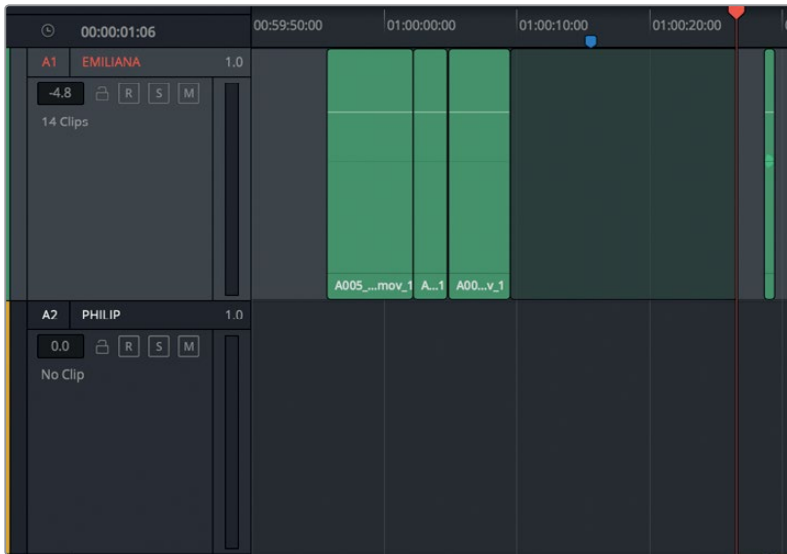 00:00:01:06
00:59:50:00 01:00:00:00 01:00:10:00 01:00:20:00
A1 EMILIANA 1.0
-4.8 R S M
14 Clips
A005_...mov_1 A...1 A00...v_1
A2 PHILIP 1.0
0.0 R S M
No Clip